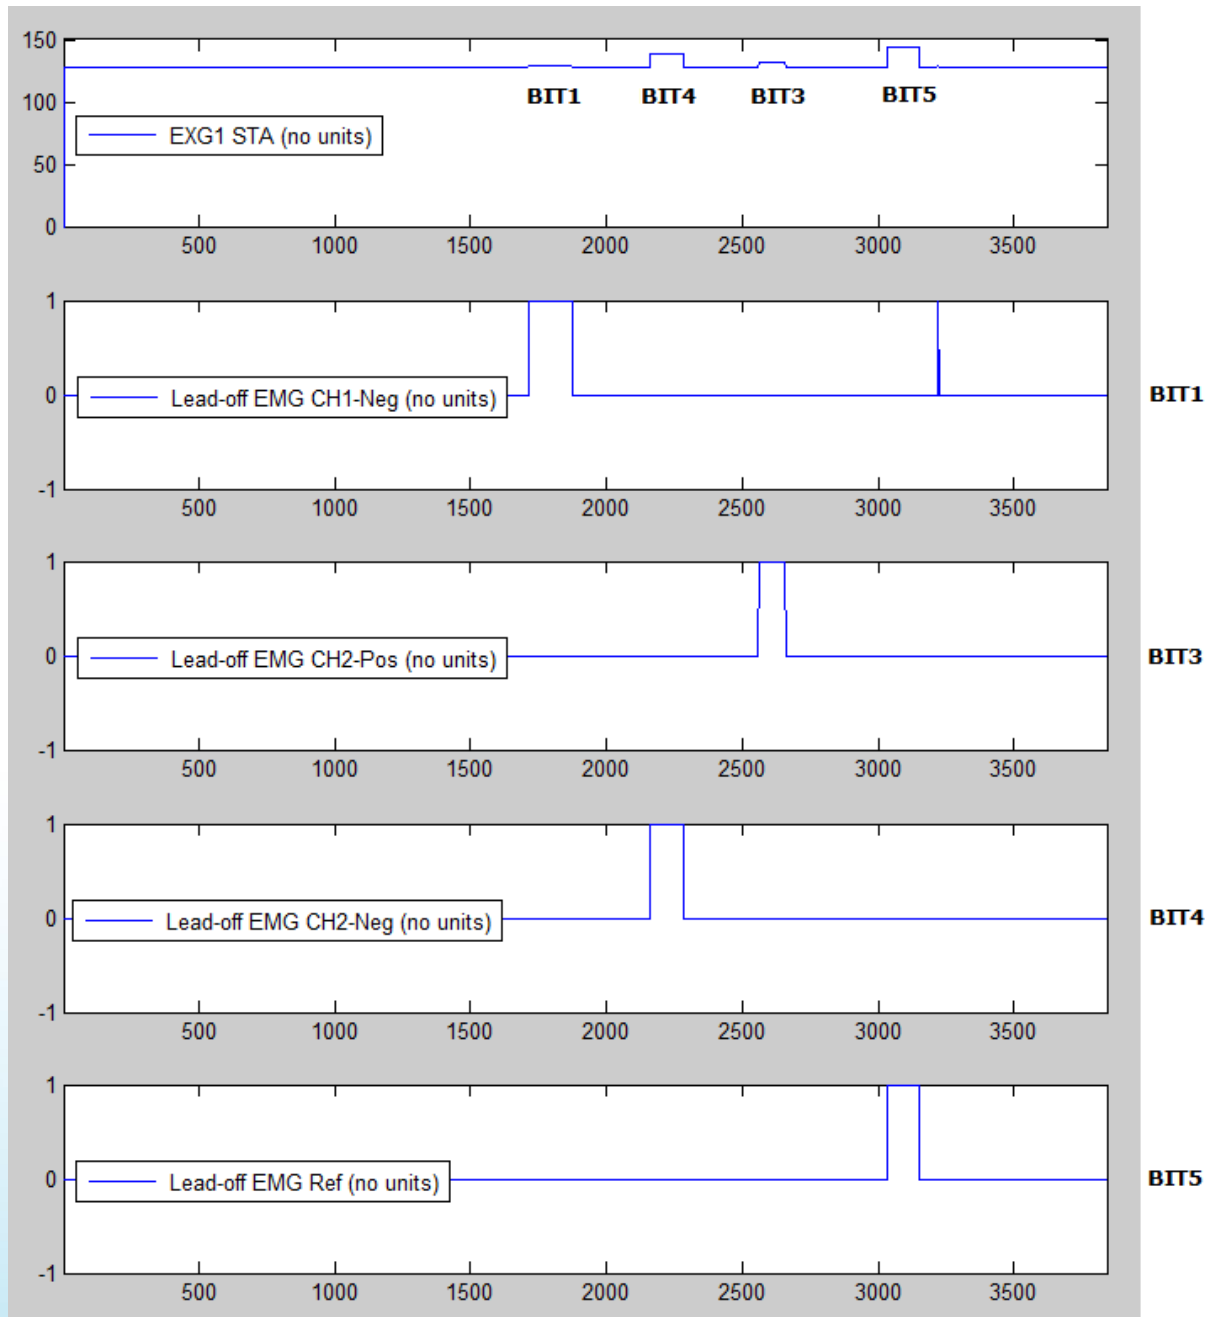 150
100
50
0
BIT1 BIT4 BIT3 BIT5
EXG1 STA (no units)
500 1000 1500 2000 2500 3000 3500
1
0
-1
Lead-off EMG CH1-Neg (no units)
BIT1
500 1000 1500 2000 2500 3000 3500
1
0
-1
Lead-off EMG CH2-Pos (no units)
BIT3
500 1000 1500 2000 2500 3000 3500
1
0
-1
Lead-off EMG CH2-Neg (no units)
BIT4
500 1000 1500 2000 2500 3000 3500
1
0
-1
Lead-off EMG Ref (no units)
BIT5
500 1000 1500 2000 2500 3000 3500